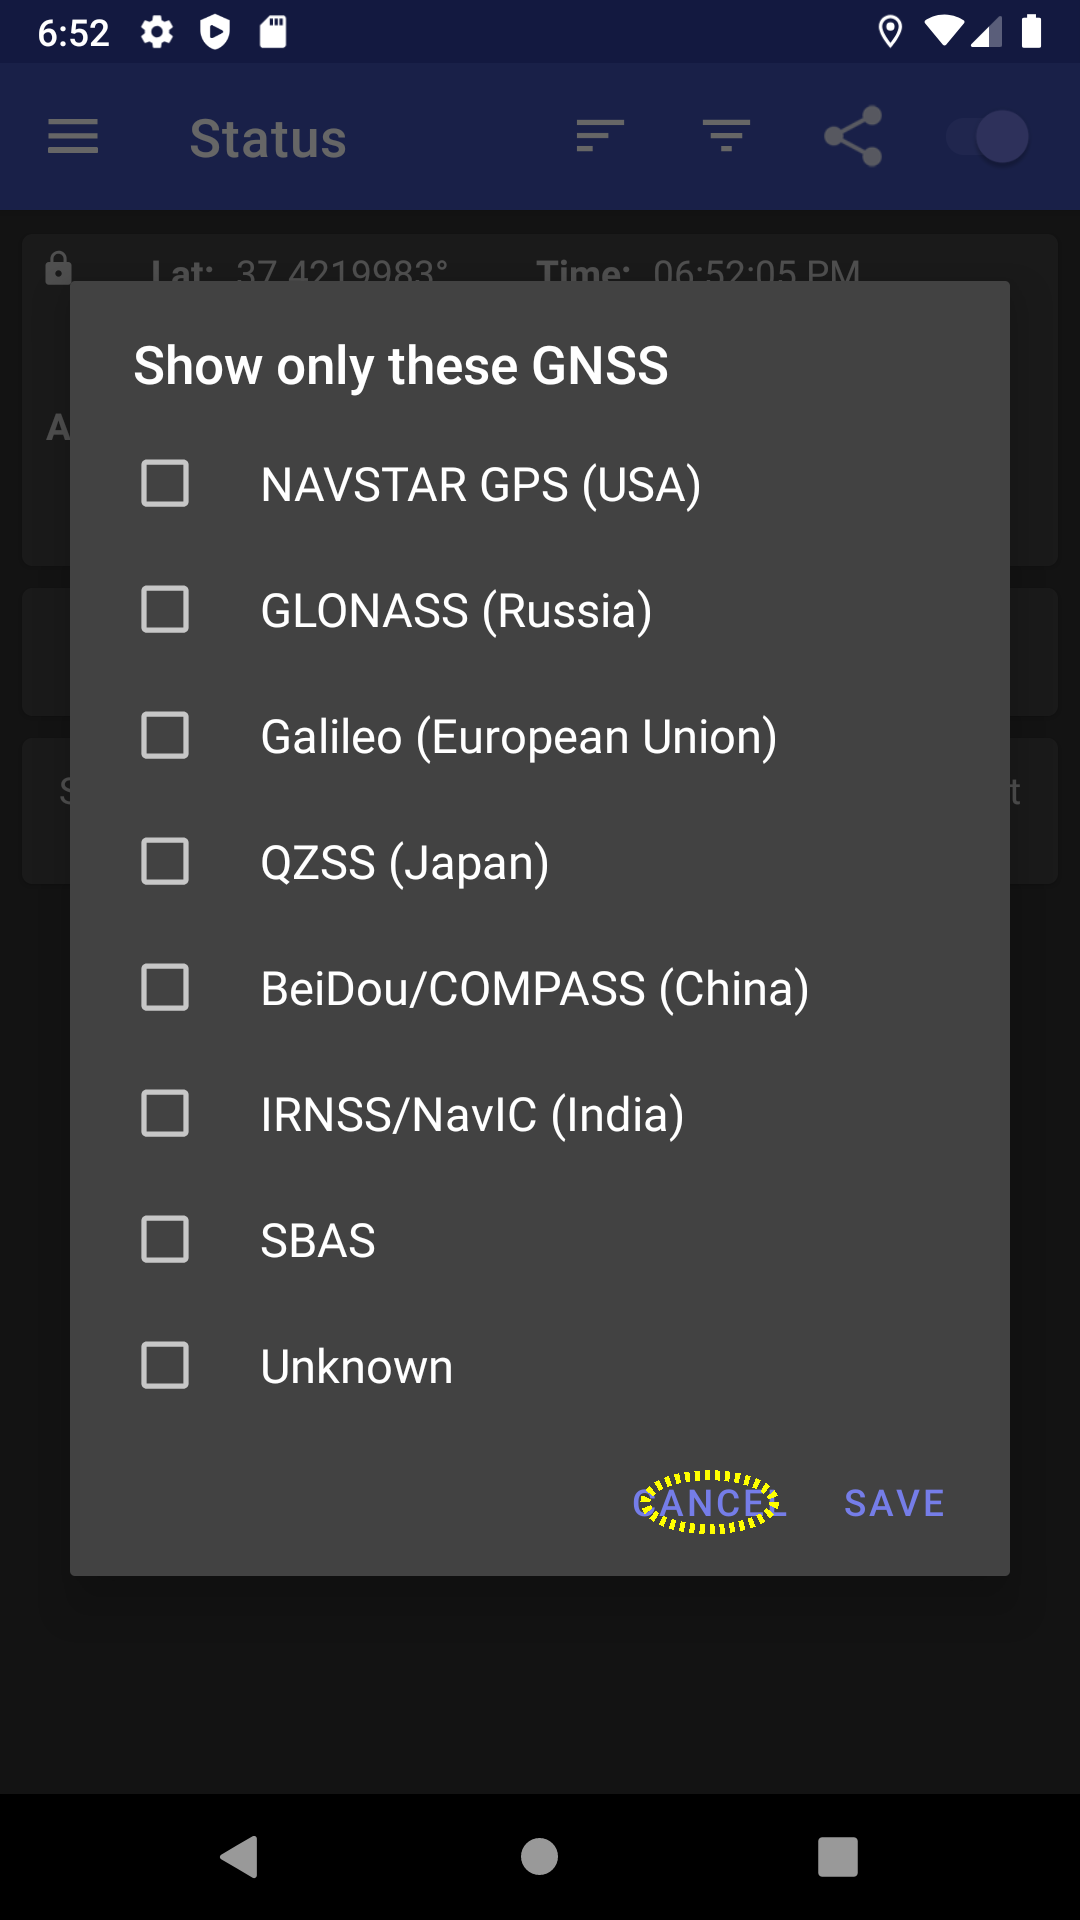 6:52
Status
Lat: 37.4219983° Time: 06:52:05 PM
Show only these GNSS
NAVSTAR GPS (USA)
GLONASS (Russia)
Galileo (European Union)
QZSS (Japan)
BeiDou/COMPASS (China)
IRNSS/NavIC (India)
SBAS
Unknown
CANCEL SAVE